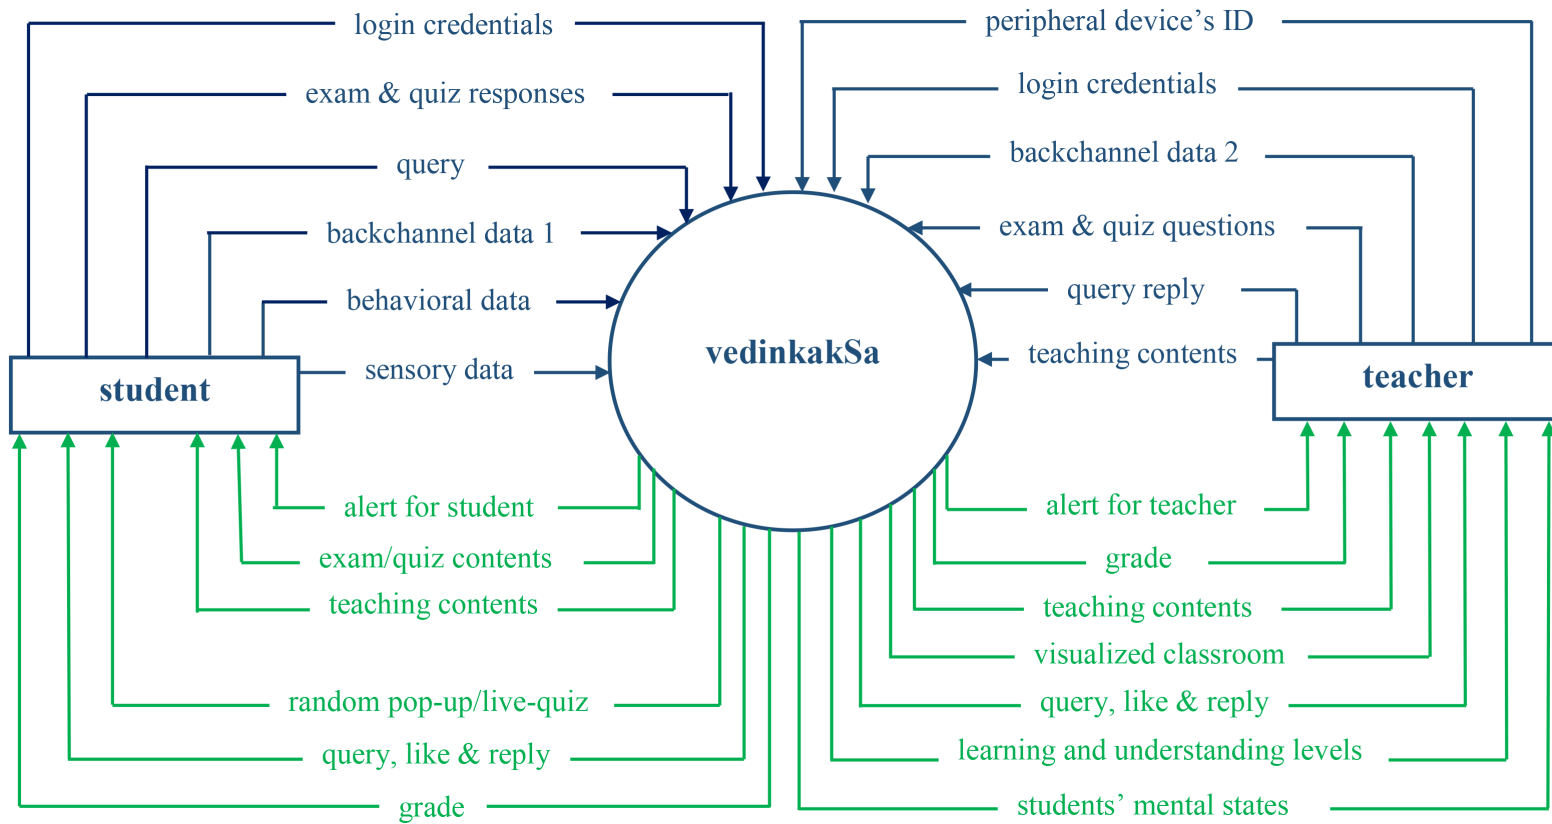 login credentials
peripheral device's ID
exam & quiz responses
login credentials
query
backchannel data 2
backchannel data 1
exam & quiz questions
behavioral data
query reply
sensory data
vedinkakSa
teaching contents
student
teacher
alert for student
alert for teacher
exam/quiz contents
grade
teaching contents
teaching contents
visualized classroom
random pop-up/live-quiz
query, like & reply
query, like & reply
learning and understanding levels
grade
students' mental states